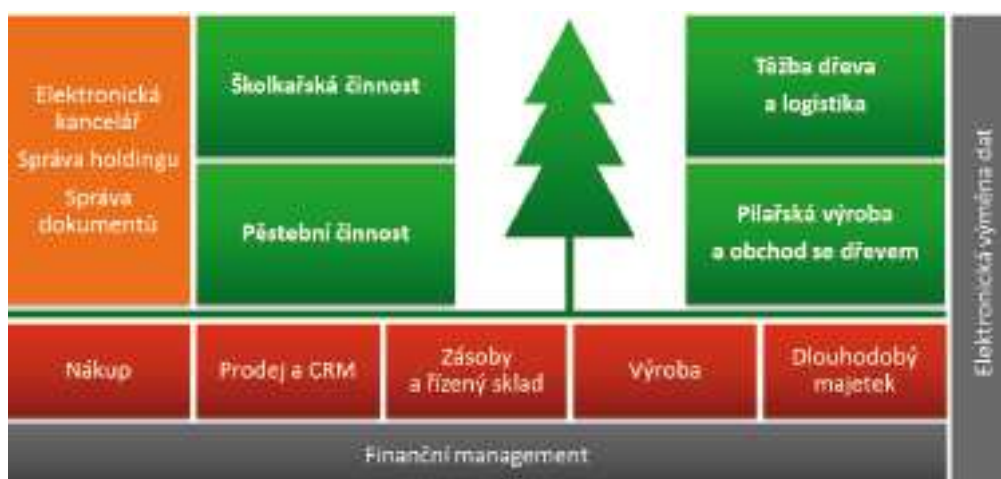 Elektronická
kancelář
Správa holdingu
Správa
dokumentů
Školkařská činnost
Pěstební činnost
Těžba dřeva
a logistika
Pilařská výroba
a obchod se dřevem
Elektronická výměna dat
Nákup
Prodej a CRM
Zásoby
a řízený sklad
Výroba
Dlouhodobý
majetek
Finanční management